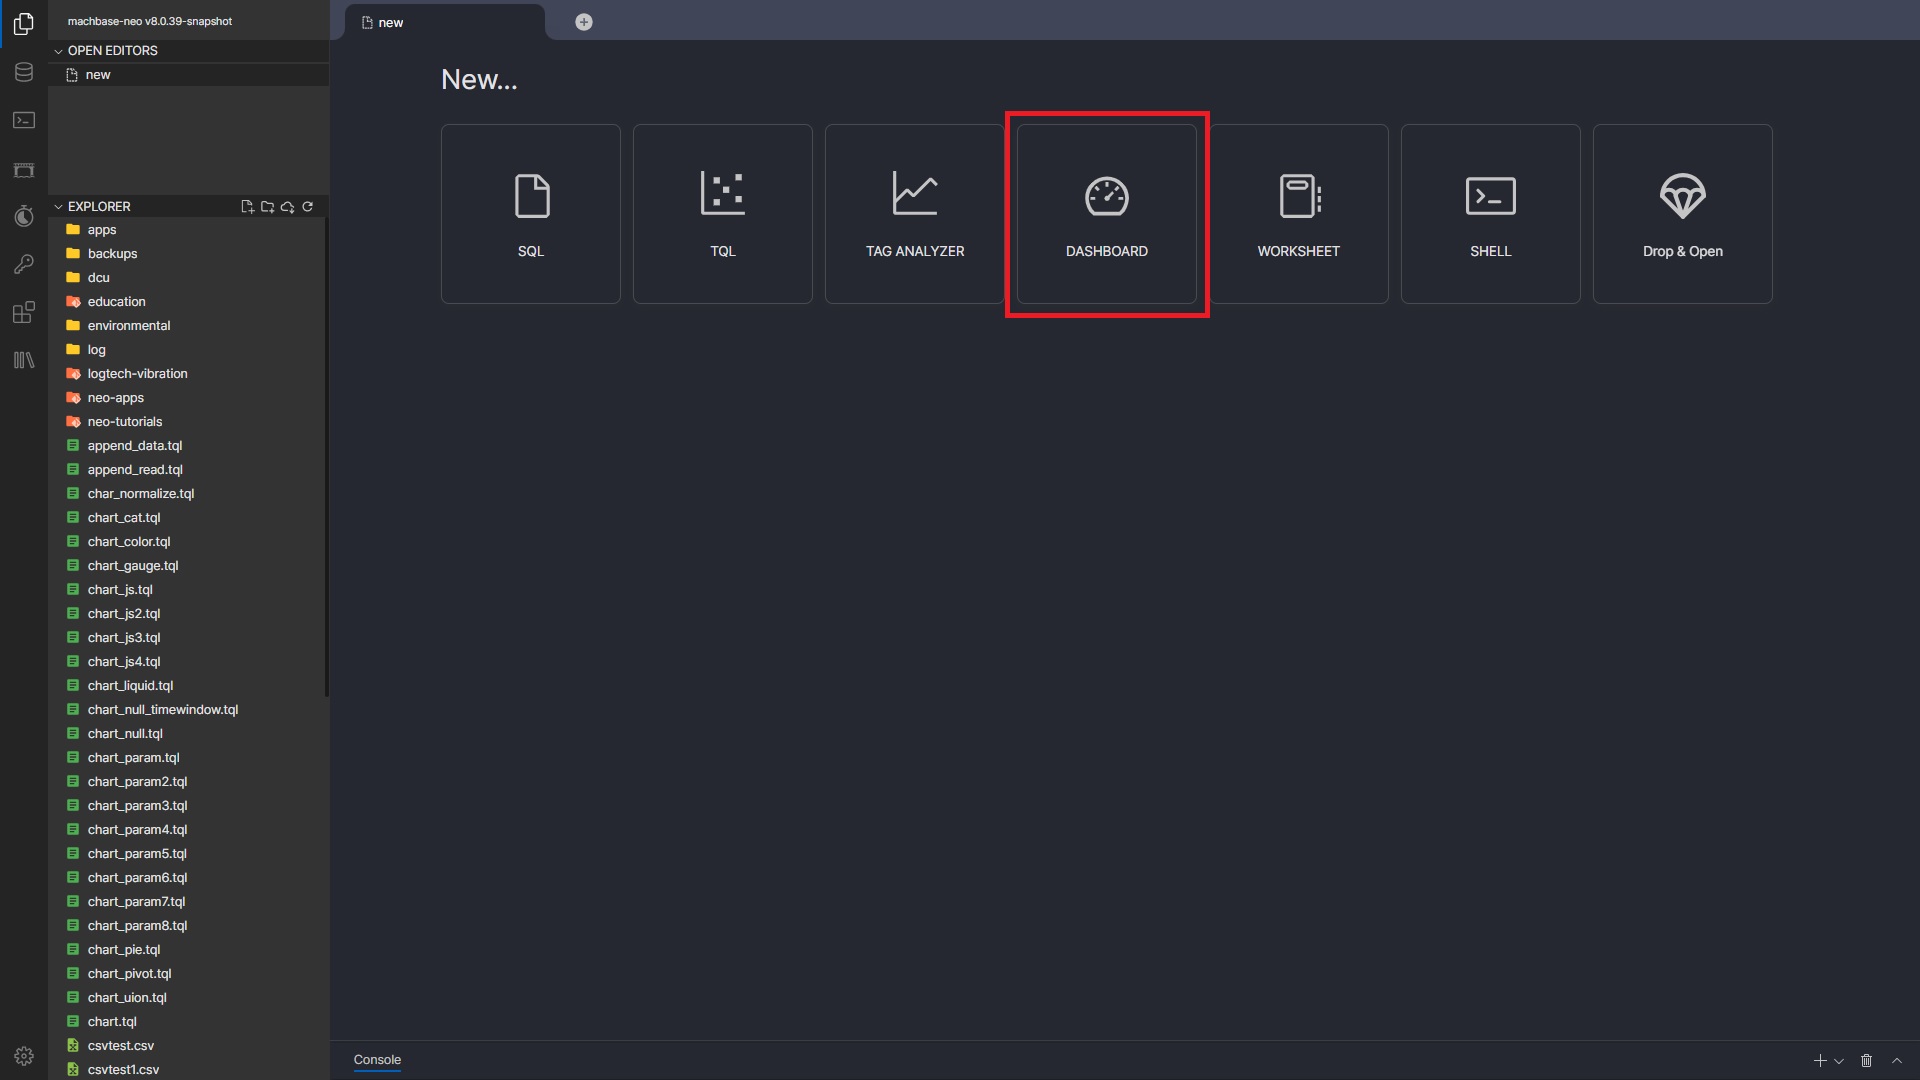 machbase-neo v8.0.39-snapshot
OPEN EDITORS
new
EXPLORER
apps
backups
dcu
education
environmental
log
logtech-vibration
neo-apps
neo-tutorials
append_data.tql
append_read.tql
char_normalize.tql
chart_cat.tql
chart_color.tql
chart_gauge.tql
chart_js.tql
chart_js2.tql
chart_js3.tql
chart_js4.tql
chart_liquid.tql
chart_null_timewindow.tql
chart_null.tql
chart_param.tql
chart_param2.tql
chart_param3.tql
chart_param4.tql
chart_param5.tql
chart_param6.tql
chart_param7.tql
chart_param8.tql
chart_pie.tql
chart_pivot.tql
chart_uion.tql
chart.tql
csvtest.csv
csvtest1.csv
new
New...
SQL
TQL
TAG ANALYZER
DASHBOARD
WORKSHEET
SHELL
Drop & Open
Console